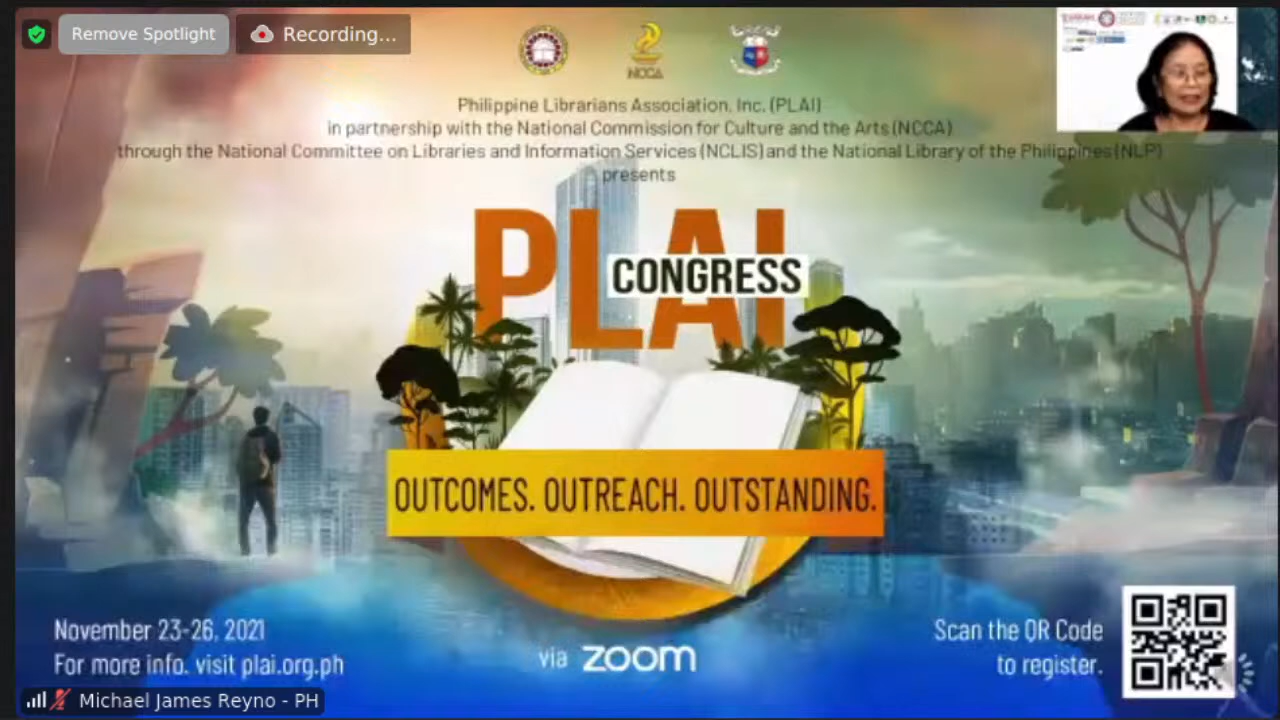 Remove Spotlight
Recording...
NCCA
Philippine Librarians Association, Inc. (PLAI)
in partnership with the National Commission for Culture and the Arts (NCCA)
through the National Committee on Libraries and Information Services (NCLIS) and the National Library of the Philippines (NLP)
presents
PLAI
CONGRESS
OUTCOMES. OUTREACH. OUTSTANDING.
November 23-26, 2021
For more info. visit plai.org.ph
via zoom
Scan the QR Code
to register.
Michael James Reyno - PH